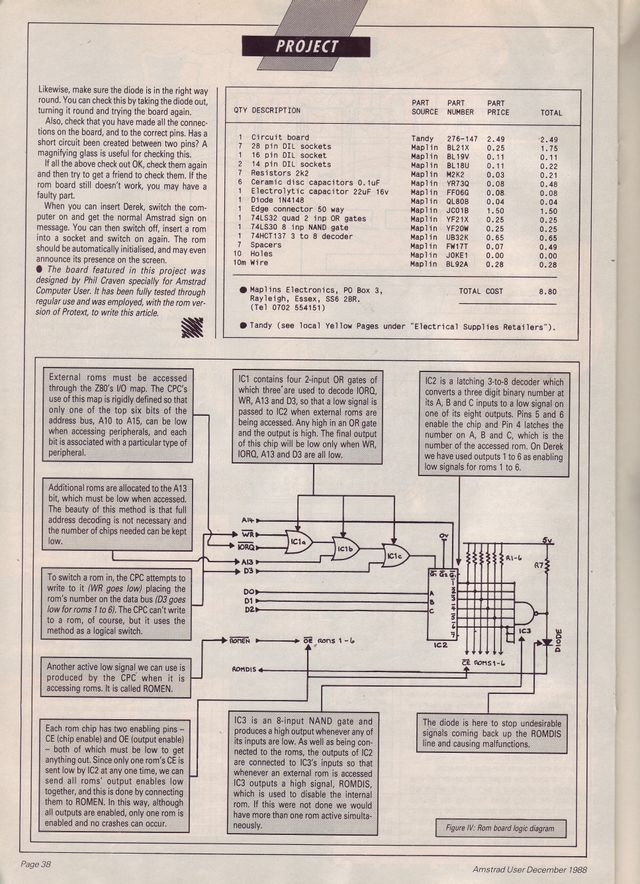 PROJECT
Likewise, make sure the diode is in the right way
round. You can check this by taking the diode out,
turning it round and trying the board again.
Also, check that you have made all the connec-
tions on the board, and to the correct pins. Has a
short circuit been created between two pins? A
magnifying glass is useful for checking this.
If all the above check out OK, check them again
and then try to get a friend to check them. If the
rom board still doesn't work, you may have a
faulty part.
When you can insert Derek, switch the com-
puter on and get the normal Amstrad sign on
message. You can then switch off, insert a rom
into a socket and switch on again. The rom
should be automatically initialised, and may even
announce its presence on the screen.
● The board featured in this project was
designed by Phil Craven specially for Amstrad
Computer User. It has been fully tested through
regular use and was employed, with the rom ver-
sion of Protext, to write this article.
PART PART PART
QTY DESCRIPTION SOURCE NUMBER PRICE TOTAL
1 Circuit board Tandy 276-147 2.49 2.49
7 28 pin DIL sockets Maplin BL21X 0.25 1.75
1 16 pin DIL socket Maplin BL19V 0.11 0.11
2 14 pin DIL sockets Maplin BL18U 0.11 0.22
7 Resistors 2k2 Maplin M2K2 0.03 0.21
6 Ceramic disc capacitors 0.1uF Maplin YR73Q 0.08 0.48
1 Electrolytic capacitor 22uF 16v Maplin FF06G 0.08 0.08
1 Diode 1N4148 Maplin QL80B 0.04 0.04
1 Edge connector 50 way Maplin JC01B 1.50 1.50
1 74LS32 quad 2 inp OR gates Maplin YF21X 0.25 0.25
1 74LS30 8 inp NAND gate Maplin YF20W 0.25 0.25
1 74HCT137 3 to 8 decoder Maplin UB32K 0.65 0.65
7 Spacers Maplin FW17T 0.07 0.49
10 Holes Maplin JOKE1 0.00 0.00
10m Wire Maplin BL92A 0.28 0.28
● Maplins Electronics, PO Box 3,
Rayleigh, Essex, SS6 2BR.
(Tel 0702 554151)
TOTAL COST 8.80
● Tandy (see local Yellow Pages under "Electrical Supplies Retailers").
External roms must be accessed
through the Z80's I/O map. The CPC's
use of this map is rigidly defined so that
only one of the top six bits of the
address bus, A10 to A15, can be low
when accessing peripherals, and each
bit is associated with a particular type of
peripheral.
IC1 contains four 2-input OR gates of
which three are used to decode IORQ,
WR, A13 and D3, so that a low signal is
passed to IC2 when external roms are
being accessed. Any high in an OR gate
and the output is high. The final output
of this chip will be low only when WR,
IORQ, A13 and D3 are all low.
IC2 is a latching 3-to-8 decoder which
converts a three digit binary number at
its A, B and C inputs to a low signal on
one of its eight outputs. Pins 5 and 6
enable the chip and Pin 4 latches the
number on A, B and C, which is the
number of the accessed rom. On Derek
we have used outputs 1 to 6 as enabling
low signals for roms 1 to 6.
Additional roms are allocated to the A13
bit, which must be low when accessed.
The beauty of this method is that full
address decoding is not necessary and
the number of chips needed can be kept
low.
To switch a rom in, the CPC attempts to
write to it (WR goes low) placing the
rom's number on the data bus (D3 goes
low for roms 1 to 6). The CPC can't write
to a rom, of course, but it uses the
method as a logical switch.
Another active low signal we can use is
produced by the CPC when it is
accessing roms. It is called ROMEN.
Each rom chip has two enabling pins –
CE (chip enable) and OE (output enable)
– both of which must be low to get
anything out. Since only one rom's CE is
sent low by IC2 at any one time, we can
send all roms' output enables low
together, and this is done by connecting
them to ROMEN. In this way, although
all outputs are enabled, only one rom is
enabled and no crashes can occur.
A14
WR
IORQ
A13
D3
D0
D1
D2
IC1a
IC1b
IC1c
0v
A
B
C
IC2
R1-6
5v
R7
IC3
DIODE
ROMEN
OE ROMS 1-6
ROMDIS
CE ROMS 1-6
IC3 is an 8-input NAND gate and
produces a high output whenever any of
its inputs are low. As well as being con-
nected to the roms, the outputs of IC2
are connected to IC3's inputs so that
whenever an external rom is accessed
IC3 outputs a high signal, ROMDIS,
which is used to disable the internal
rom. If this were not done we would
have more than one rom active simulta-
neously.
The diode is here to stop undesirable
signals coming back up the ROMDIS
line and causing malfunctions.
Figure IV: Rom board logic diagram
Page 38
Amstrad User December 1988